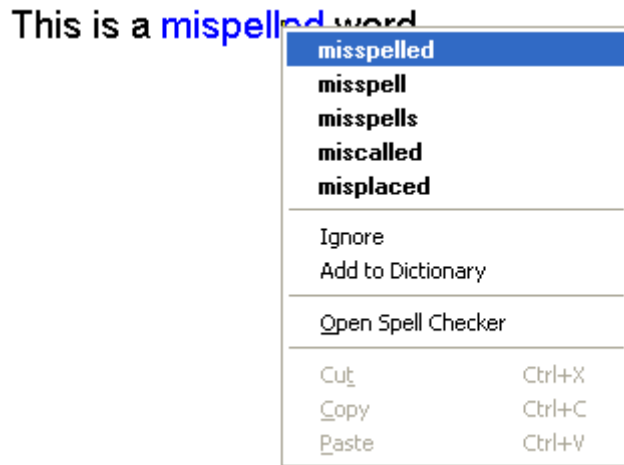 This is a mispelled word
misspelled
misspell
misspells
miscalled
misplaced
Ignore
Add to Dictionary
Open Spell Checker
Cut Ctrl+X
Copy Ctrl+C
Paste Ctrl+V